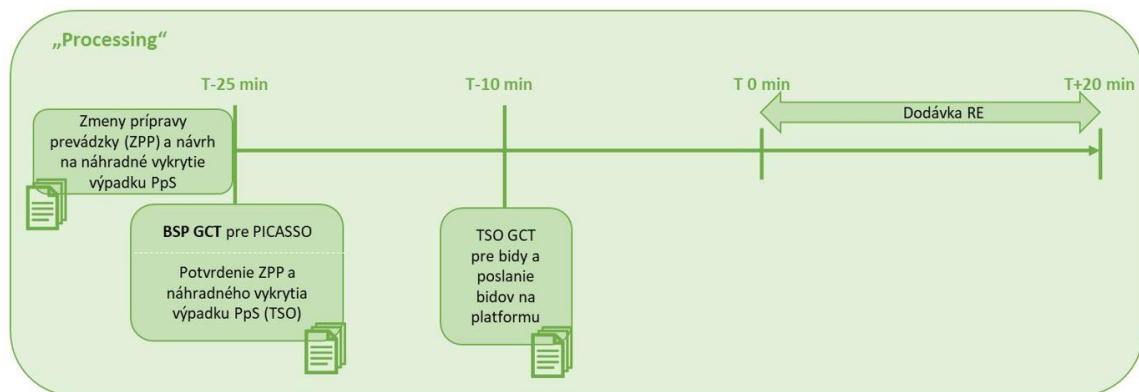 „Processing“
T-25 min
T-10 min
T 0 min
T+20 min
Zmeny prípravy
prevádzky (ZPP) a návrh
na náhradné vykrytie
výpadku PpS
Dodávka RE
BSP GCT pre PICASSO
Potvrdenie ZPP a
náhradného vykrytia
výpadku PpS (TSO)
TSO GCT
pre bidy a
poslanie
bidov na
platformu